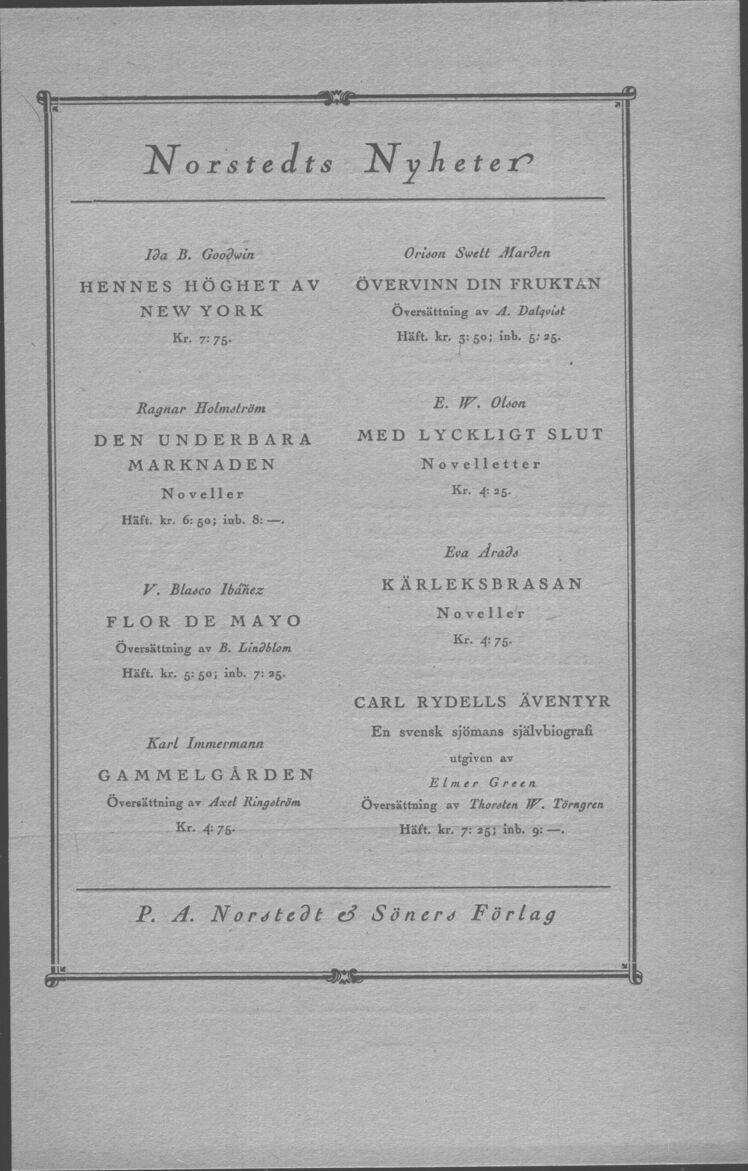 Norstedts Nyheter
Ida B. Goodwin
HENNES HÖGHET AV
NEW YORK
Kr. 7: 75.
Ragnar Holmström
DEN UNDERBARA
MARKNADEN
Noveller
Häft. kr. 6: 50; inb. 8: —.
V. Blasco Ibáñez
FLOR DE MAYO
Översättning av B. Lindblom
Häft. kr. 5: 50; inb. 7: 25.
Karl Immermann
GAMMELGÅRDEN
Översättning av Axel Ringström
Kr. 4: 75.
Orison Swett Marden
ÖVERVINN DIN FRUKTAN
Översättning av A. Dalqvist
Häft. kr. 3: 50; inb. 5: 25.
E. W. Olson
MED LYCKLIGT SLUT
Novelletter
Kr. 4: 25.
Eva Arads
KÄRLEKSBRASAN
Noveller
Kr. 4: 75.
CARL RYDELLS ÄVENTYR
En svensk sjömans självbiografi
utgiven av
Elmer Green
Översättning av Thorsten W. Törngren
Häft. kr. 7: 25; inb. 9: —.
P. A. Norstedt & Söners Förlag